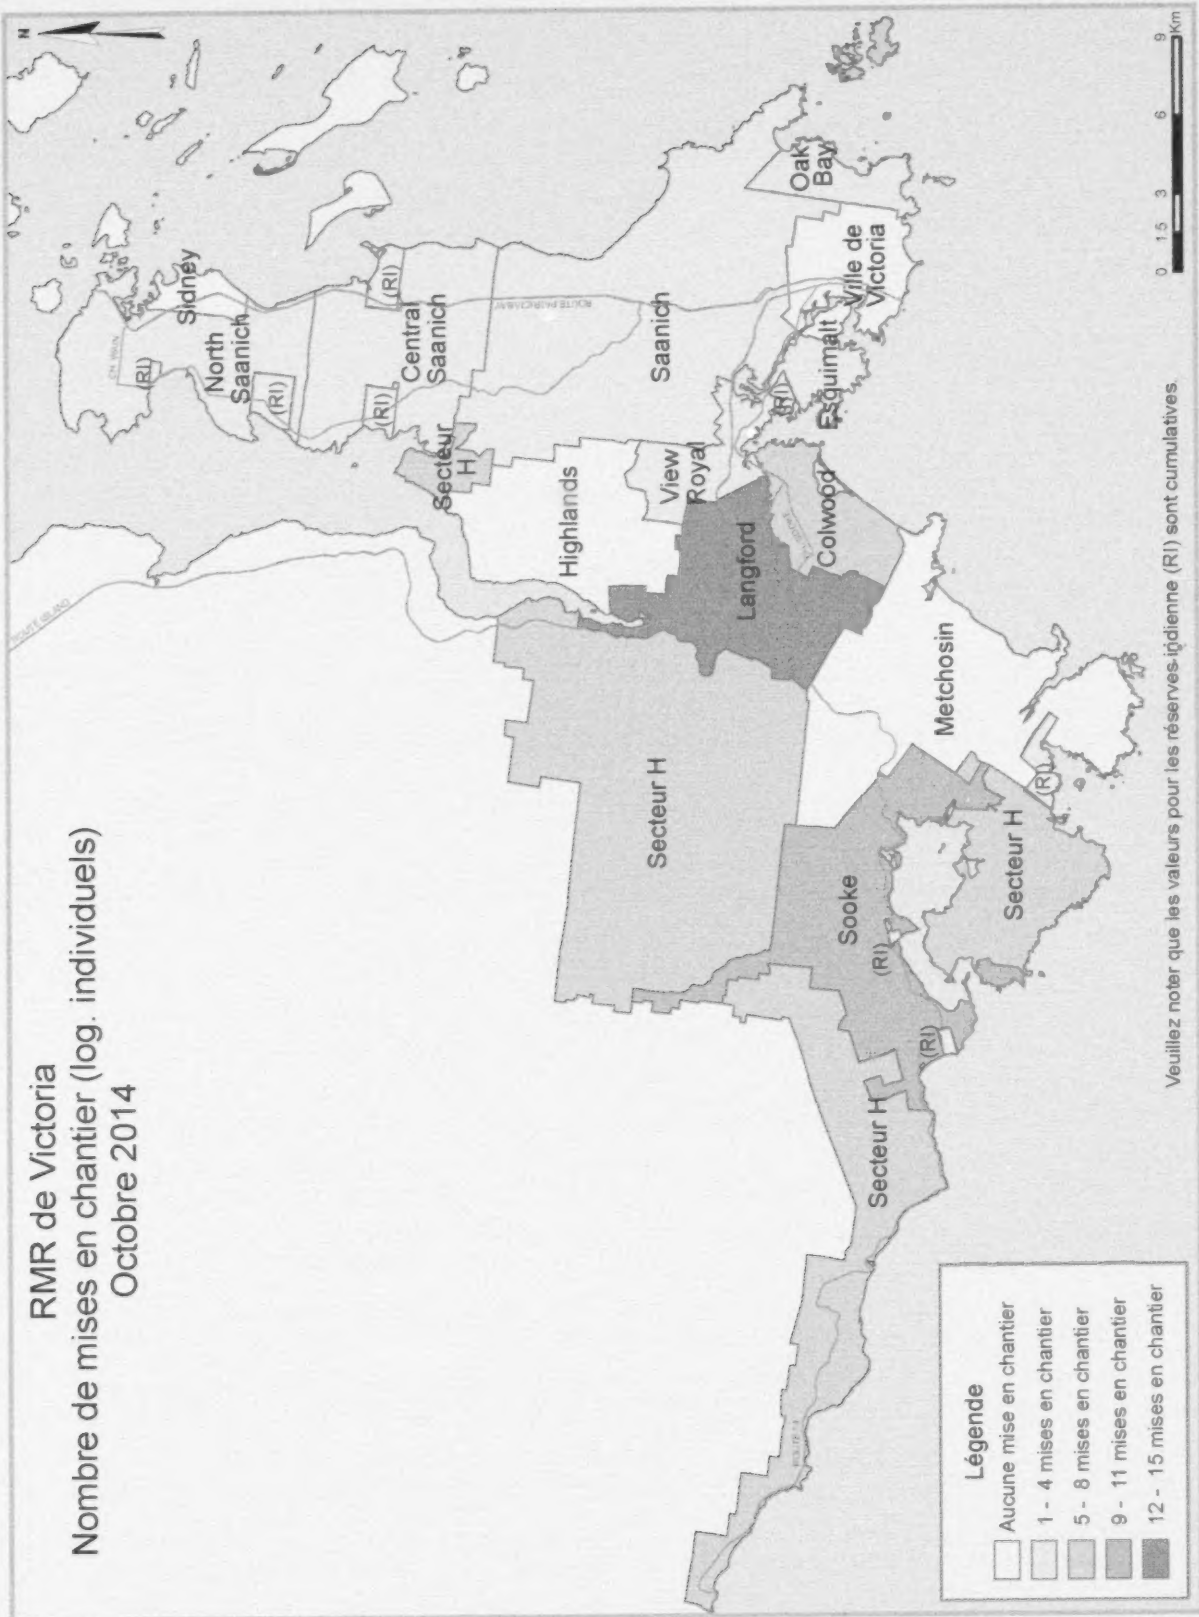 RMR de Victoria
Nombre de mises en chantier (log. individuels)
Octobre 2014
N
ROUTE ISLAND
Sidney
(RI)
North
Saanich
(RI)
(RI)
Central
Saanich
(RI)
Secteur
H
Saanich
Highlands
View
Royal
(RI)
Oak
Bay
Ville de
Victoria
Esquimalt
Langford
Colwood
Metchosin
Secteur H
Sooke
(RI)
(RI)
(RI)
Secteur H
Secteur H
Légende
Aucune mise en chantier
1 - 4 mises en chantier
5 - 8 mises en chantier
9 - 11 mises en chantier
12 - 15 mises en chantier
0 1.5 3 6 9
Km
Veuillez noter que les valeurs pour les réserves indienne (RI) sont cumulatives.